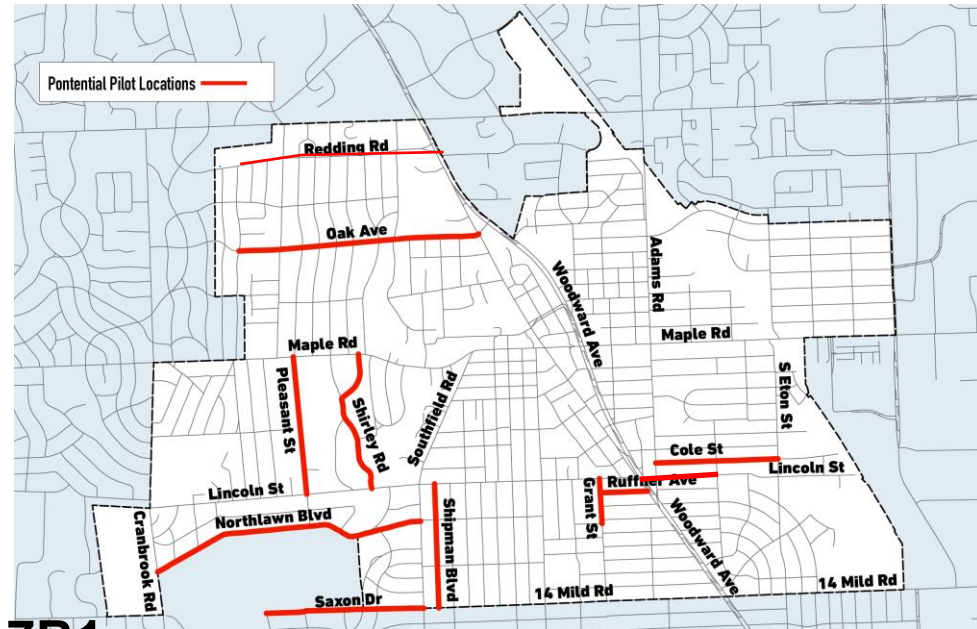 Pontential Pilot Locations
Redding Rd
Oak Ave
Adams Rd
Woodward Ave
Maple Rd
Maple Rd
Pleasant St
Shirley Rd
Southfield Rd
S Eton St
Cole St
Lincoln St
Lincoln St
Ruffner Ave
Grant St
Northlawn Blvd
Cranbrook Rd
Shipman Blvd
Woodward Ave
14 Mild Rd
14 Mild Rd
Saxon Dr